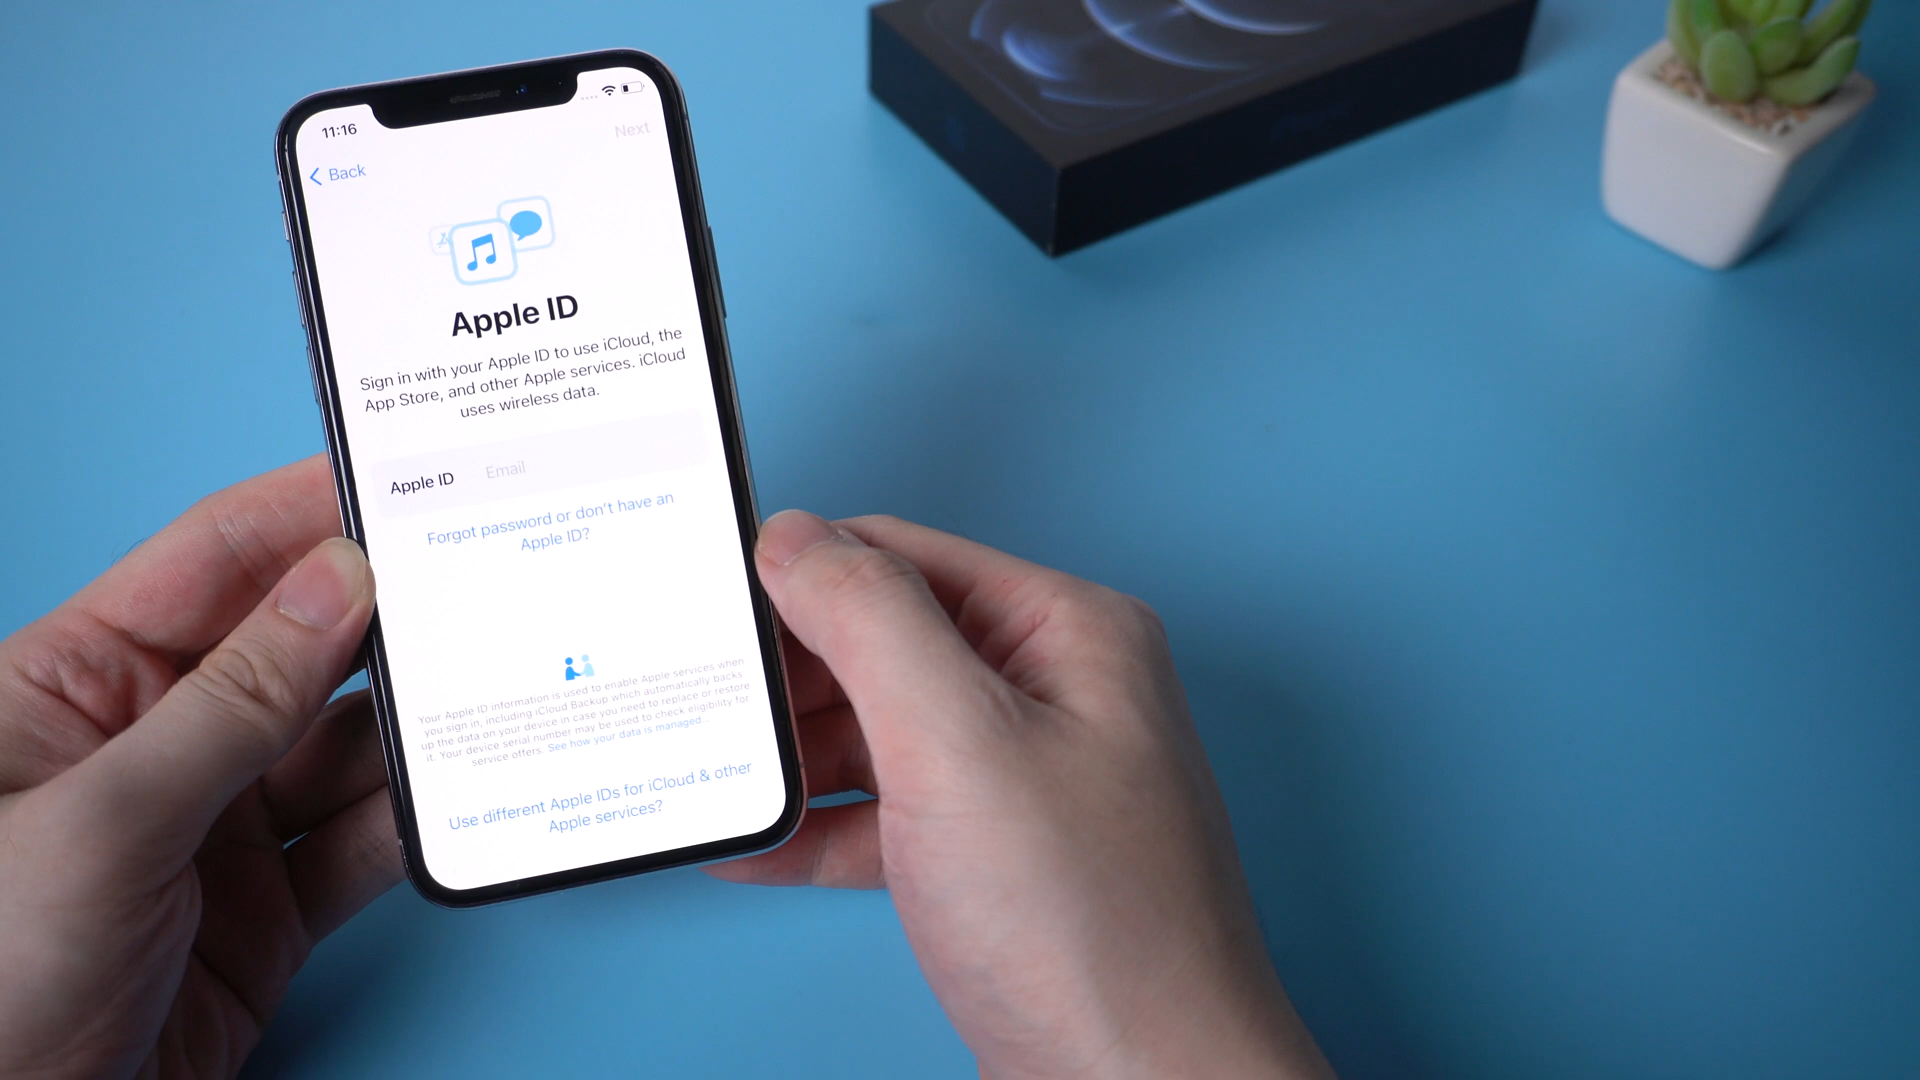 11:16
Next
Back
Apple ID
Sign in with your Apple ID to use iCloud, the
App Store, and other Apple services. iCloud
uses wireless data.
Apple ID Email
Forgot password or don't have an
Apple ID?
Your Apple ID information is used to enable Apple services when
you sign in, including iCloud Backup which automatically backs
up the data on your device in case you need to replace or restore
it. Your device serial number may be used to check eligibility for
service offers. See how your data is managed...
Use different Apple IDs for iCloud & other
Apple services?